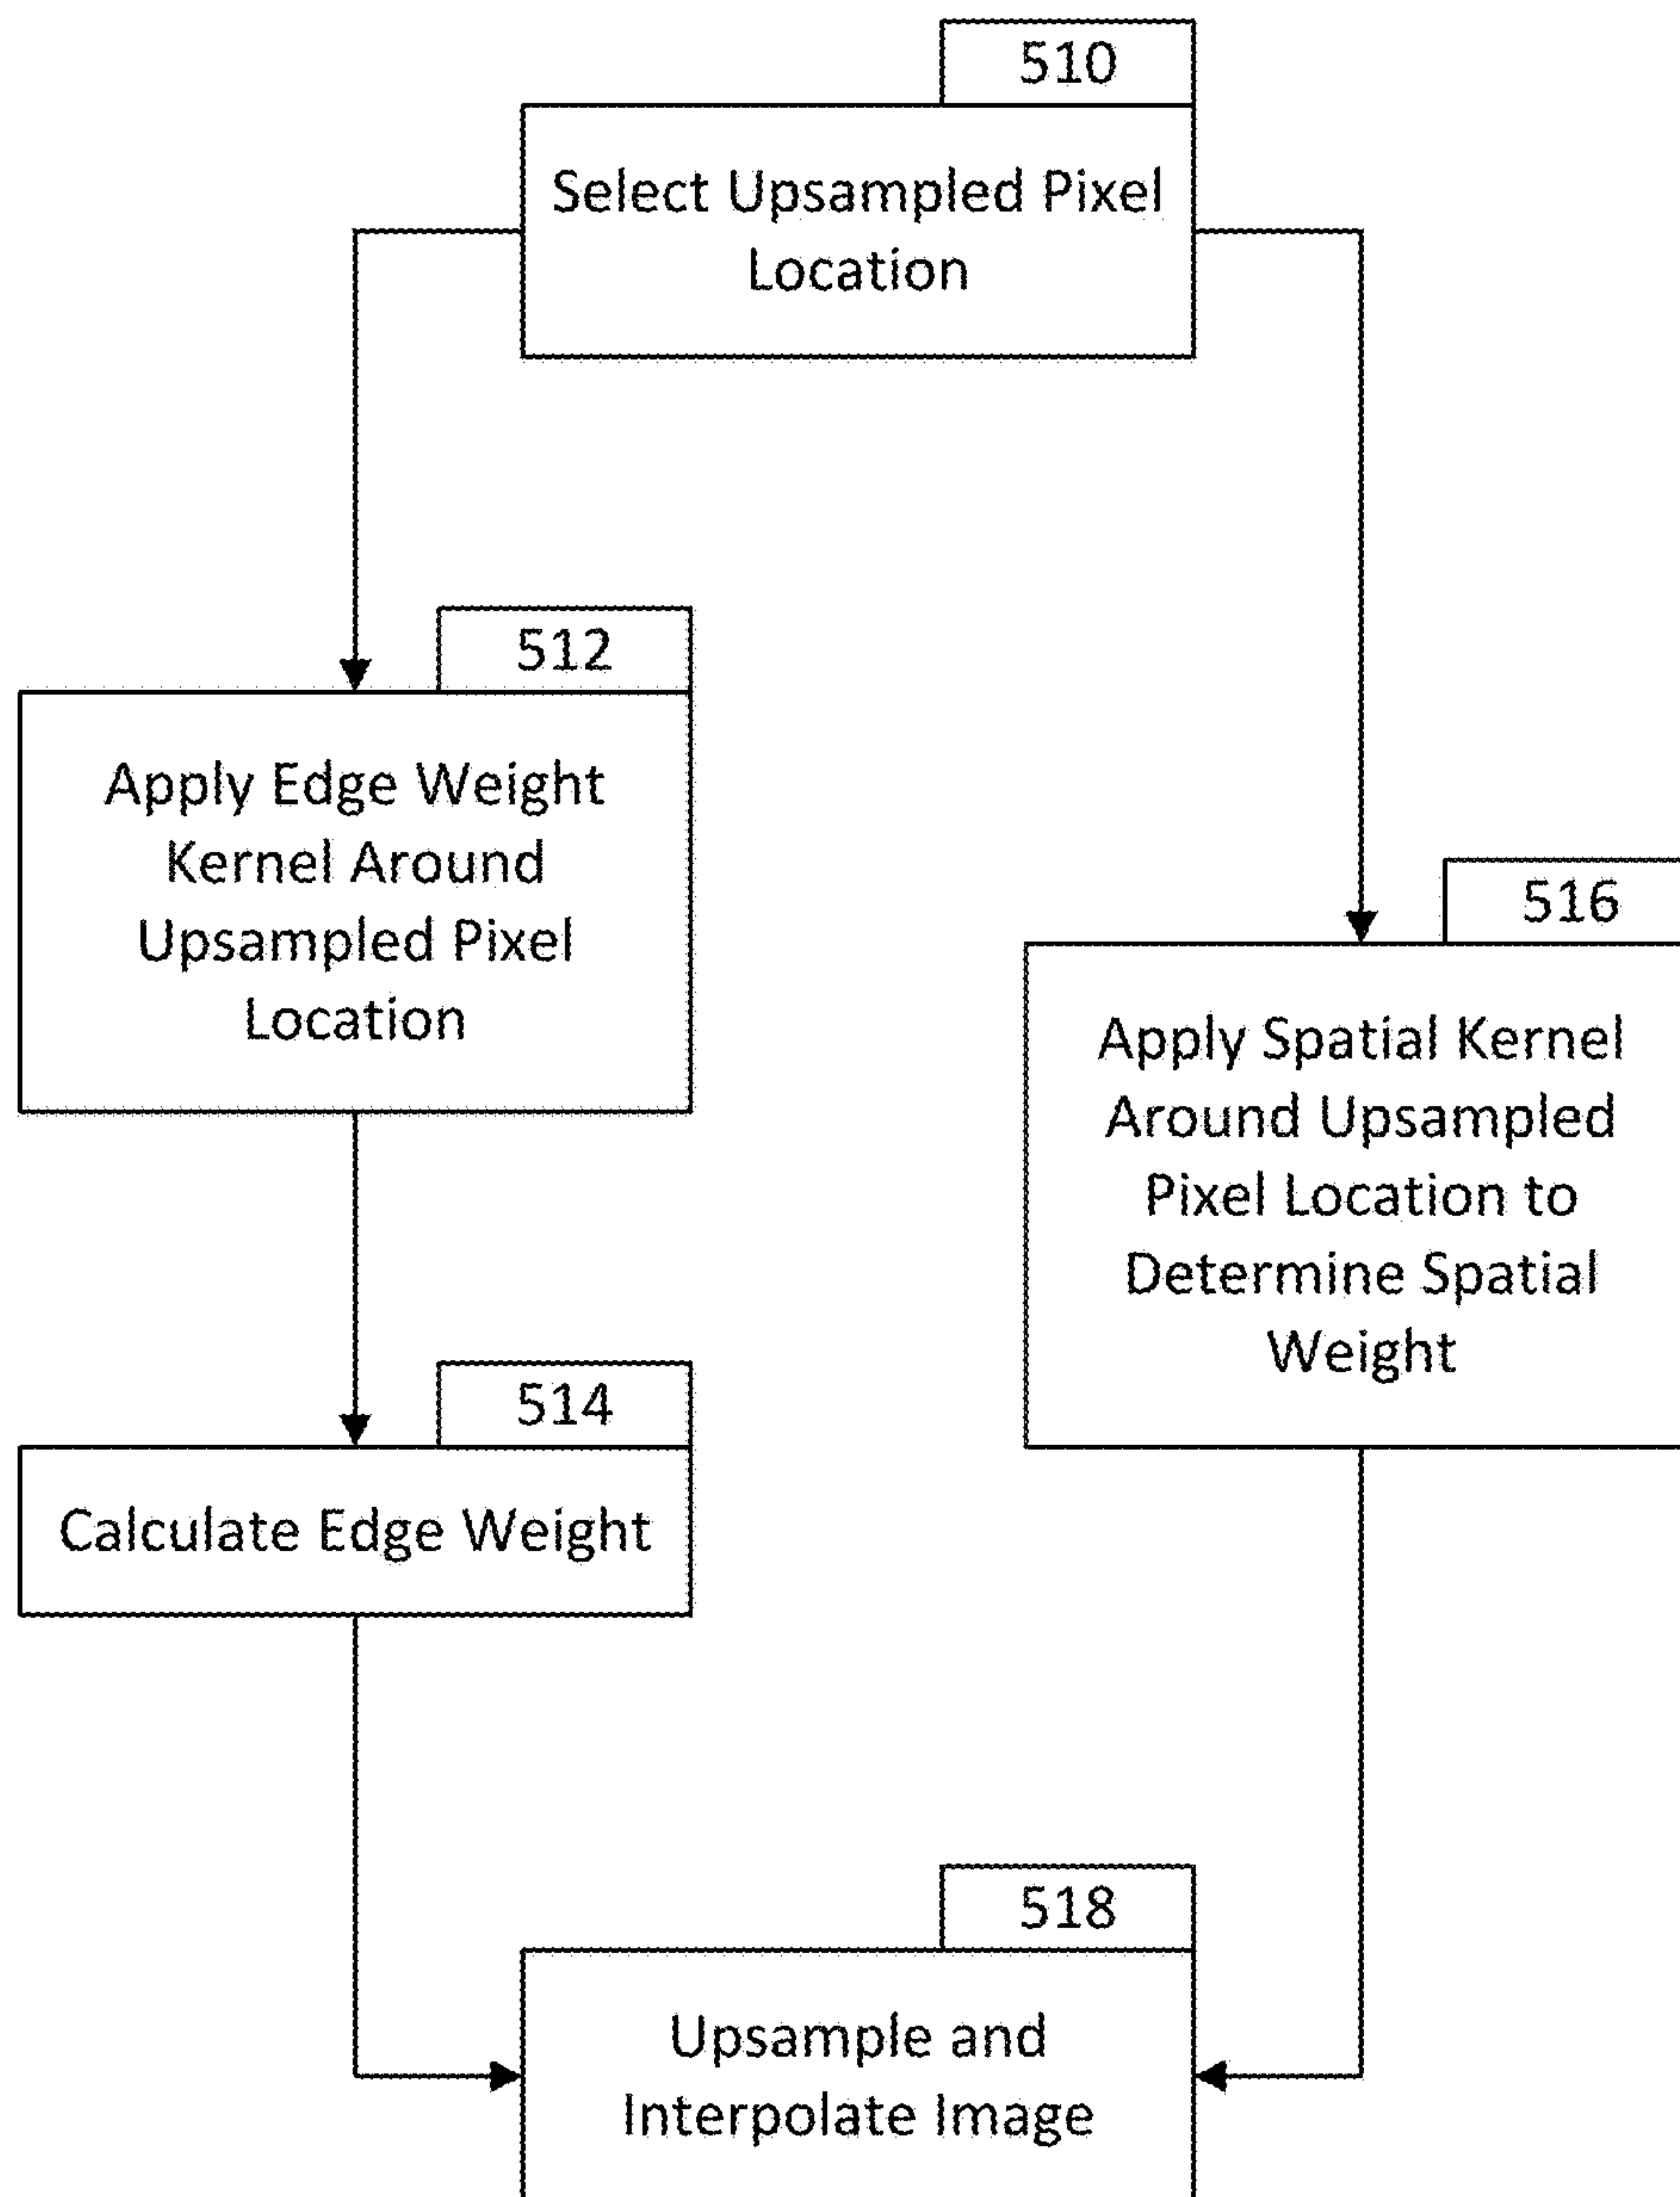 510
Select Upsampled Pixel
Location
512
Apply Edge Weight
Kernel Around
Upsampled Pixel
Location
516
Apply Spatial Kernel
Around Upsampled
Pixel Location to
Determine Spatial
Weight
514
Calculate Edge Weight
518
Upsample and
Interpolate Image